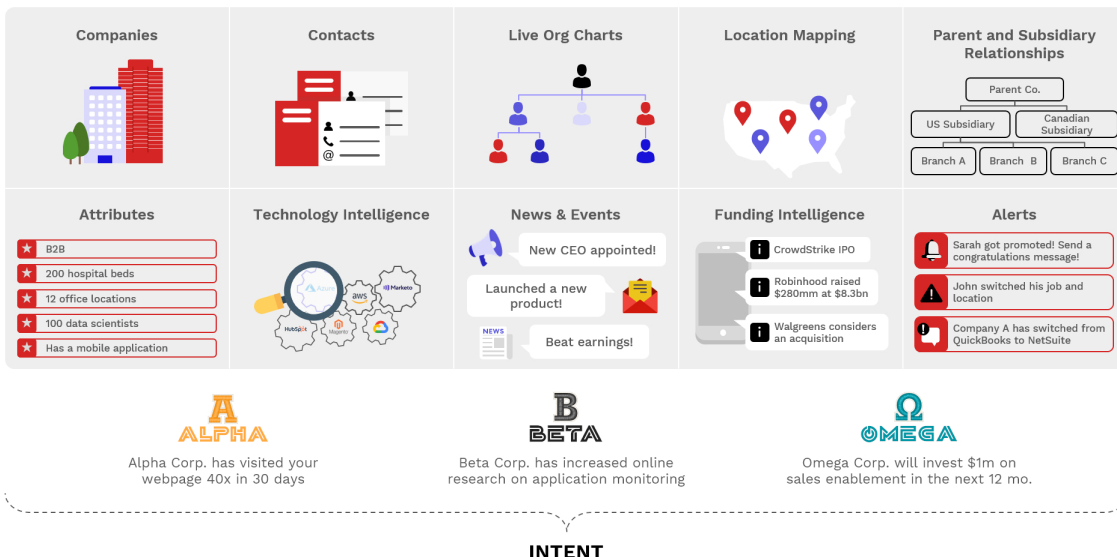 Companies
Contacts
Live Org Charts
Location Mapping
Parent and Subsidiary
Relationships
@
Parent Co.
US Subsidiary
Canadian
Subsidiary
Branch A
Branch B
Branch C
Attributes
B2B
200 hospital beds
12 office locations
100 data scientists
Has a mobile application
Technology Intelligence
Azure
aws
Marketo
HubSpot
Magento
News & Events
New CEO appointed!
Launched a new
product!
NEWS
Beat earnings!
Funding Intelligence
i CrowdStrike IPO
i Robinhood raised
$280mm at $8.3bn
i Walgreens considers
an acquisition
Alerts
Sarah got promoted! Send a
congratulations message!
! John switched his job and
location
! Company A has switched from
QuickBooks to NetSuite
A
ALPHA
Alpha Corp. has visited your
webpage 40x in 30 days
B
BETA
Beta Corp. has increased online
research on application monitoring
Ω
OMEGA
Omega Corp. will invest $1m on
sales enablement in the next 12 mo.
INTENT